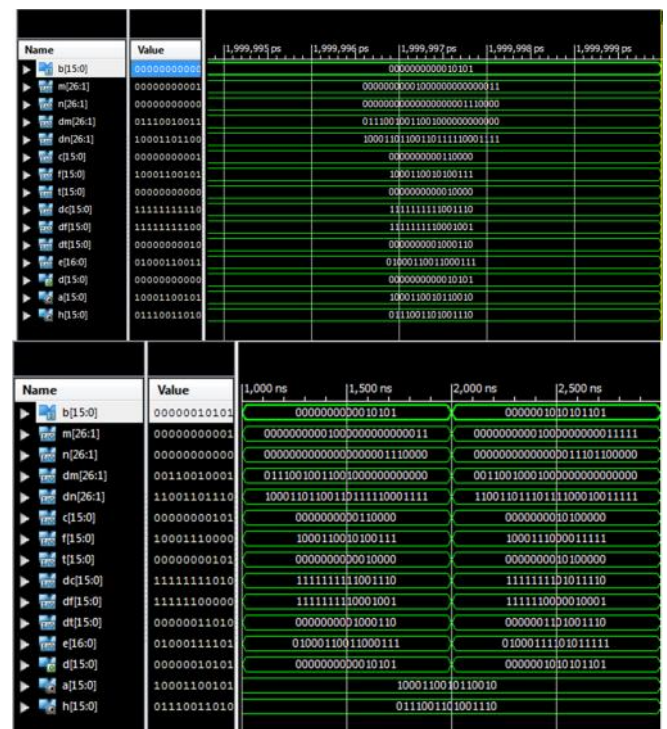 Name Value 1,999,995 ps 1,999,996 ps 1,999,997 ps 1,999,998 ps 1,999,999 ps
b[15:0] 00000000000 0000000000010101
m[26:1] 00000000001 00000000001000000000000011
n[26:1] 00000000000 00000000000000000001110000
dm[26:1] 01110010011 01110010011001000000000000
dn[26:1] 10001101100 10001101100110111110001111
c[15:0] 00000000001 0000000000110000
f[15:0] 10001100101 1000110010100111
t[15:0] 00000000000 0000000000010000
dc[15:0] 11111111110 1111111111001110
df[15:0] 11111111100 1111111110001001
dt[15:0] 00000000010 0000000001000110
e[16:0] 01000110011 01000110011000111
d[15:0] 00000000000 0000000000010101
a[15:0] 10001100101 1000110010110010
h[15:0] 01110011010 0111001101001110
Name Value 1,000 ns 1,500 ns 2,000 ns 2,500 ns
b[15:0] 00000010101 0000000000010101 0000001010101101
m[26:1] 00000000001 00000000001000000000000011 00000000001000000000011111
n[26:1] 00000000000 00000000000000000001110000 00000000000000011101100000
dm[26:1] 00110010001 01110010011001000000000000 00110010001000000000000000
dn[26:1] 11001101110 10001101100110111110001111 11001101110111100010011111
c[15:0] 00000000101 0000000000110000 0000000010100000
f[15:0] 10001110000 1000110010100111 1000111000011111
t[15:0] 00000000101 0000000000010000 0000000010100000
dc[15:0] 11111111010 1111111111001110 1111111101011110
df[15:0] 11111100000 1111111110001001 1111110000010001
dt[15:0] 00000011010 0000000001000110 0000001101001110
e[16:0] 01000111101 01000110011000111 01000111101011111
d[15:0] 00000010101 0000000000010101 0000001010101101
a[15:0] 10001100101 1000110010110010
h[15:0] 01110011010 0111001101001110